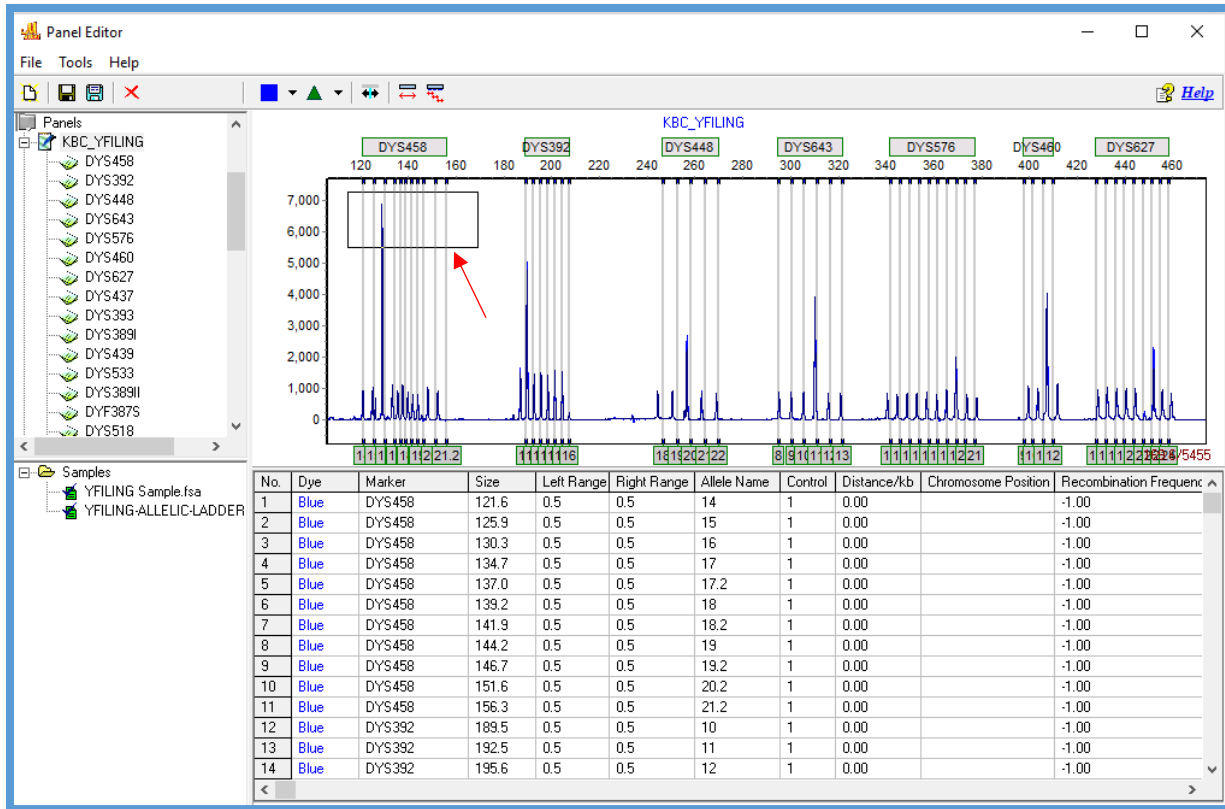 Panel Editor
File Tools Help
Help
Panels
KBC_YFILING
DYS458
DYS392
DYS448
DYS643
DYS576
DYS460
DYS627
DYS437
DYS393
DYS389I
DYS439
DYS533
DYS389II
DYF387S
DYS518
Samples
YFILING Sample.fsa
YFILING-ALLELIC-LADDER
KBC_YFILING
DYS458 DYS392 DYS448 DYS643 DYS576 DYS460 DYS627
120 140 160 180 200 220 240 260 280 300 320 340 360 380 400 420 440 460
7,000
6,000
5,000
4,000
3,000
2,000
1,000
0
No. Dye Marker Size Left Range Right Range Allele Name Control Distance/kb Chromosome Position Recombination Frequenc
1 Blue DYS458 121.6 0.5 0.5 14 1 0.00 -1.00
2 Blue DYS458 125.9 0.5 0.5 15 1 0.00 -1.00
3 Blue DYS458 130.3 0.5 0.5 16 1 0.00 -1.00
4 Blue DYS458 134.7 0.5 0.5 17 1 0.00 -1.00
5 Blue DYS458 137.0 0.5 0.5 17.2 1 0.00 -1.00
6 Blue DYS458 139.2 0.5 0.5 18 1 0.00 -1.00
7 Blue DYS458 141.9 0.5 0.5 18.2 1 0.00 -1.00
8 Blue DYS458 144.2 0.5 0.5 19 1 0.00 -1.00
9 Blue DYS458 146.7 0.5 0.5 19.2 1 0.00 -1.00
10 Blue DYS458 151.6 0.5 0.5 20.2 1 0.00 -1.00
11 Blue DYS458 156.3 0.5 0.5 21.2 1 0.00 -1.00
12 Blue DYS392 189.5 0.5 0.5 10 1 0.00 -1.00
13 Blue DYS392 192.5 0.5 0.5 11 1 0.00 -1.00
14 Blue DYS392 195.6 0.5 0.5 12 1 0.00 -1.00